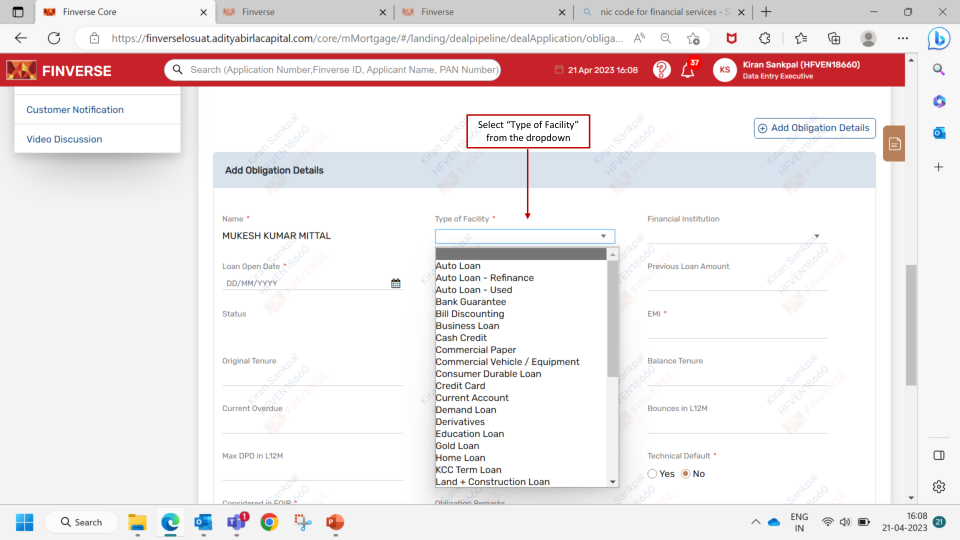 Finverse Core
Finverse
Finverse
nic code for financial services - S
https://finverselosuat.adityabirlacapital.com/core/mMortgage/#/landing/dealpipeline/dealApplication/obliga...
FINVERSE
Search (Application Number,Finverse ID, Applicant Name, PAN Number)
21 Apr 2023 16:08
37
KS
Kiran Sankpal (HFVEN18660)
Data Entry Executive
Customer Notification
Video Discussion
Select “Type of Facility”
from the dropdown
Add Obligation Details
Add Obligation Details
Name *
Type of Facility *
Financial Institution
MUKESH KUMAR MITTAL
Loan Open Date *
Previous Loan Amount
DD/MM/YYYY
Status
EMI *
Original Tenure
Balance Tenure
Current Overdue
Bounces in L12M
Max DPD in L12M
Technical Default *
Yes
No
Considered in FOIR *
Obligation Remarks
Auto Loan
Auto Loan - Refinance
Auto Loan - Used
Bank Guarantee
Bill Discounting
Business Loan
Cash Credit
Commercial Paper
Commercial Vehicle / Equipment
Consumer Durable Loan
Credit Card
Current Account
Demand Loan
Derivatives
Education Loan
Gold Loan
Home Loan
KCC Term Loan
Land + Construction Loan
Search
1
ENG
IN
16:08
21-04-2023
21